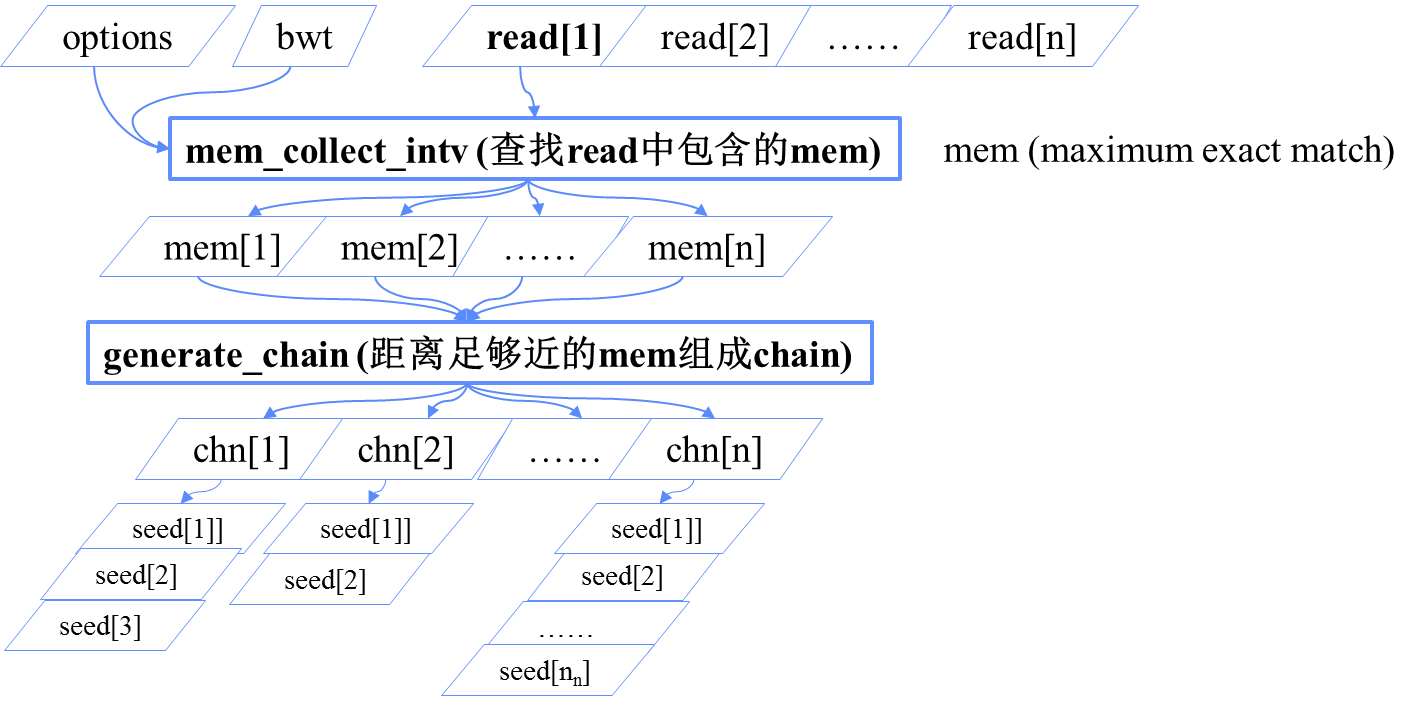 options bwt read[1] read[2] …… read[n]
mem_collect_intv (查找read中包含的mem) mem (maximum exact match)
mem[1] mem[2] …… mem[n]
generate_chain (距离足够近的mem组成chain)
chn[1] chn[2] …… chn[n]
seed[1]] seed[1]] seed[1]]
seed[2] seed[2] seed[2]
seed[3] ……
seed[nn]